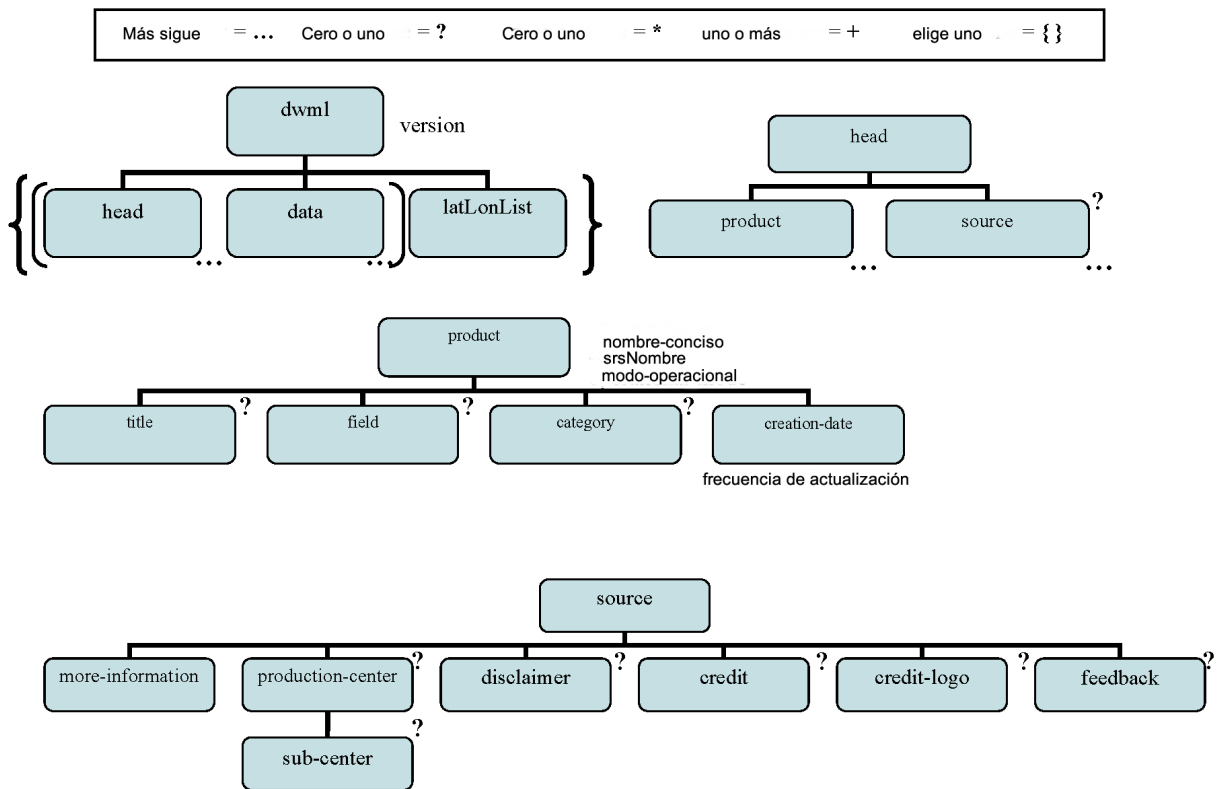 Más sigue = ... Cero o uno = ? Cero o uno = * uno o más = + elige uno = { }
dwml
version
{ ( head ... data ... ) latLonList }
head
product ... source ? ...
product
nombre-conciso
srsNombre
modo-operacional
title ? field ? category ? creation-date
frecuencia de actualización
source
more-information production-center ? disclaimer ? credit ? credit-logo ? feedback ?
sub-center ?